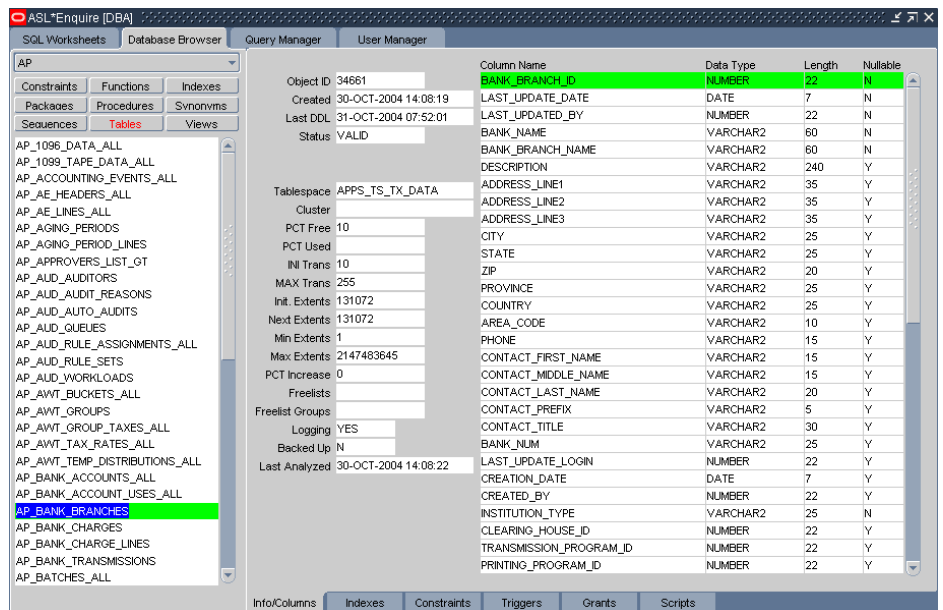 ASL*Enquire [DBA]
SQL Worksheets Database Browser Query Manager User Manager
AP
Constraints Functions Indexes
Packages Procedures Synonyms
Sequences Tables Views
AP_1096_DATA_ALL
AP_1099_TAPE_DATA_ALL
AP_ACCOUNTING_EVENTS_ALL
AP_AE_HEADERS_ALL
AP_AE_LINES_ALL
AP_AGING_PERIODS
AP_AGING_PERIOD_LINES
AP_APPROVERS_LIST_GT
AP_AUD_AUDITORS
AP_AUD_AUDIT_REASONS
AP_AUD_AUTO_AUDITS
AP_AUD_QUEUES
AP_AUD_RULE_ASSIGNMENTS_ALL
AP_AUD_RULE_SETS
AP_AUD_WORKLOADS
AP_AWT_BUCKETS_ALL
AP_AWT_GROUPS
AP_AWT_GROUP_TAXES_ALL
AP_AWT_TAX_RATES_ALL
AP_AWT_TEMP_DISTRIBUTIONS_ALL
AP_BANK_ACCOUNTS_ALL
AP_BANK_ACCOUNT_USES_ALL
AP_BANK_BRANCHES
AP_BANK_CHARGES
AP_BANK_CHARGE_LINES
AP_BANK_TRANSMISSIONS
AP_BATCHES_ALL
Object ID 34661
Created 30-OCT-2004 14:08:19
Last DDL 31-OCT-2004 07:52:01
Status VALID
Tablespace APPS_TS_TX_DATA
Cluster
PCT Free 10
PCT Used
INI Trans 10
MAX Trans 255
Init. Extents 131072
Next Extents 131072
Min Extents 1
Max Extents 2147483645
PCT Increase 0
Freelists
Freelist Groups
Logging YES
Backed Up N
Last Analyzed 30-OCT-2004 14:08:22
Column Name Data Type Length Nullable
BANK_BRANCH_ID NUMBER 22 N
LAST_UPDATE_DATE DATE 7 N
LAST_UPDATED_BY NUMBER 22 N
BANK_NAME VARCHAR2 60 N
BANK_BRANCH_NAME VARCHAR2 60 N
DESCRIPTION VARCHAR2 240 Y
ADDRESS_LINE1 VARCHAR2 35 Y
ADDRESS_LINE2 VARCHAR2 35 Y
ADDRESS_LINE3 VARCHAR2 35 Y
CITY VARCHAR2 25 Y
STATE VARCHAR2 25 Y
ZIP VARCHAR2 20 Y
PROVINCE VARCHAR2 25 Y
COUNTRY VARCHAR2 25 Y
AREA_CODE VARCHAR2 10 Y
PHONE VARCHAR2 15 Y
CONTACT_FIRST_NAME VARCHAR2 15 Y
CONTACT_MIDDLE_NAME VARCHAR2 15 Y
CONTACT_LAST_NAME VARCHAR2 20 Y
CONTACT_PREFIX VARCHAR2 5 Y
CONTACT_TITLE VARCHAR2 30 Y
BANK_NUM VARCHAR2 25 Y
LAST_UPDATE_LOGIN NUMBER 22 Y
CREATION_DATE DATE 7 Y
CREATED_BY NUMBER 22 Y
INSTITUTION_TYPE VARCHAR2 25 N
CLEARING_HOUSE_ID NUMBER 22 Y
TRANSMISSION_PROGRAM_ID NUMBER 22 Y
PRINTING_PROGRAM_ID NUMBER 22 Y
Info/Columns Indexes Constraints Triggers Grants Scripts